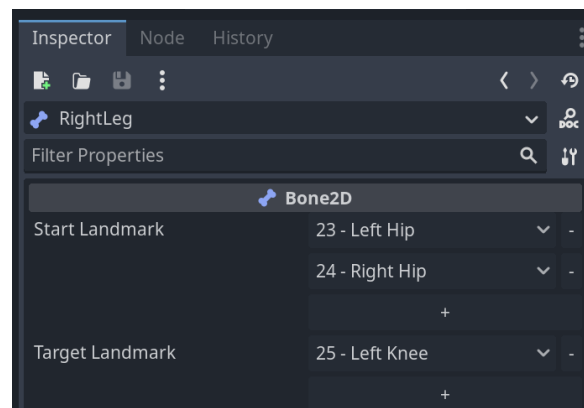 Inspector Node History
RightLeg
DOC
Filter Properties
Bone2D
Start Landmark 23 - Left Hip -
24 - Right Hip -
+
Target Landmark 25 - Left Knee -
+